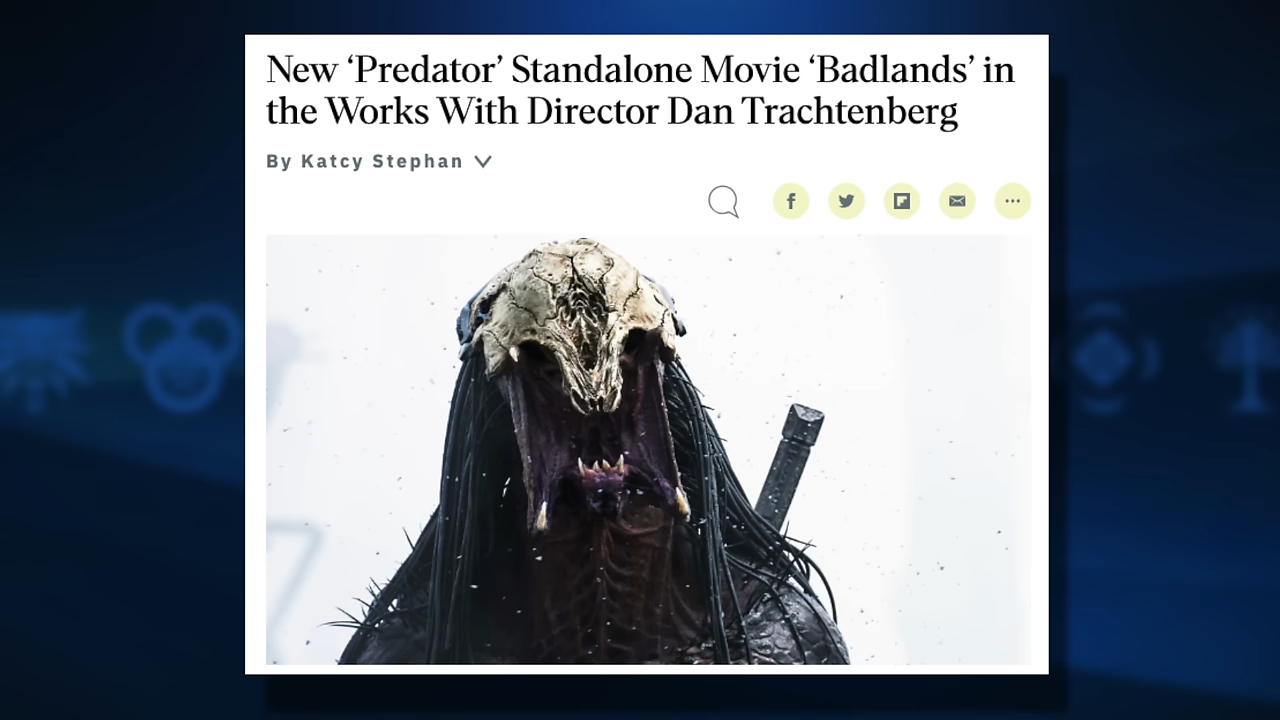 New ‘Predator’ Standalone Movie ‘Badlands’ in
the Works With Director Dan Trachtenberg
By Katcy Stephan